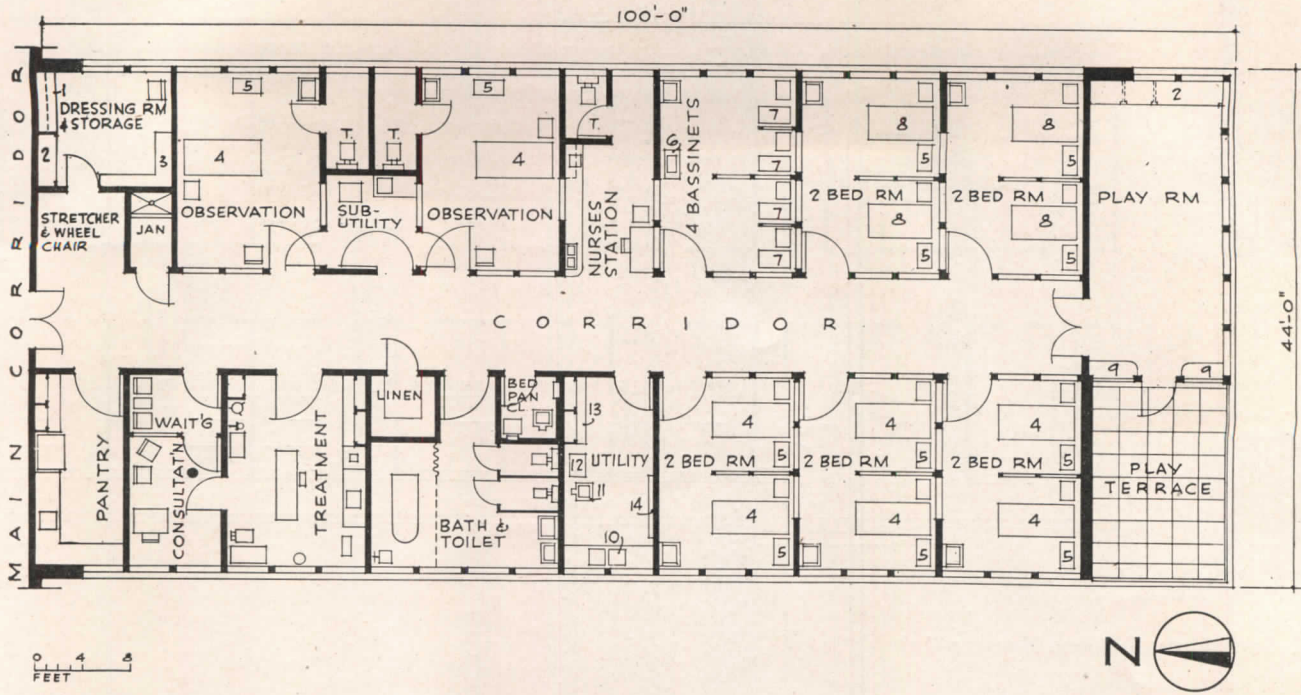 100'-0"
44'-0"
MAIN CORRIDOR
1
DRESSING RM
& STORAGE
2
3
STRETCHER
& WHEEL
CHAIR
JAN
5
4
OBSERVATION
T.
T.
SUB-
UTILITY
5
4
OBSERVATION
T.
NURSES
STATION
6
4 BASSINETS
7
7
7
7
8
5
2 BED RM
8
5
8
5
2 BED RM
8
5
2
PLAY RM
9
9
CORRIDOR
PANTRY
WAIT'G
CONSULTAT'N
TREATMENT
LINEN
BATH &
TOILET
BED
PAN
CL
13
12
UTILITY
11
14
10
4
5
2 BED RM
4
5
4
5
2 BED RM
4
5
4
5
2 BED RM
4
5
PLAY
TERRACE
0 4 8
FEET
N